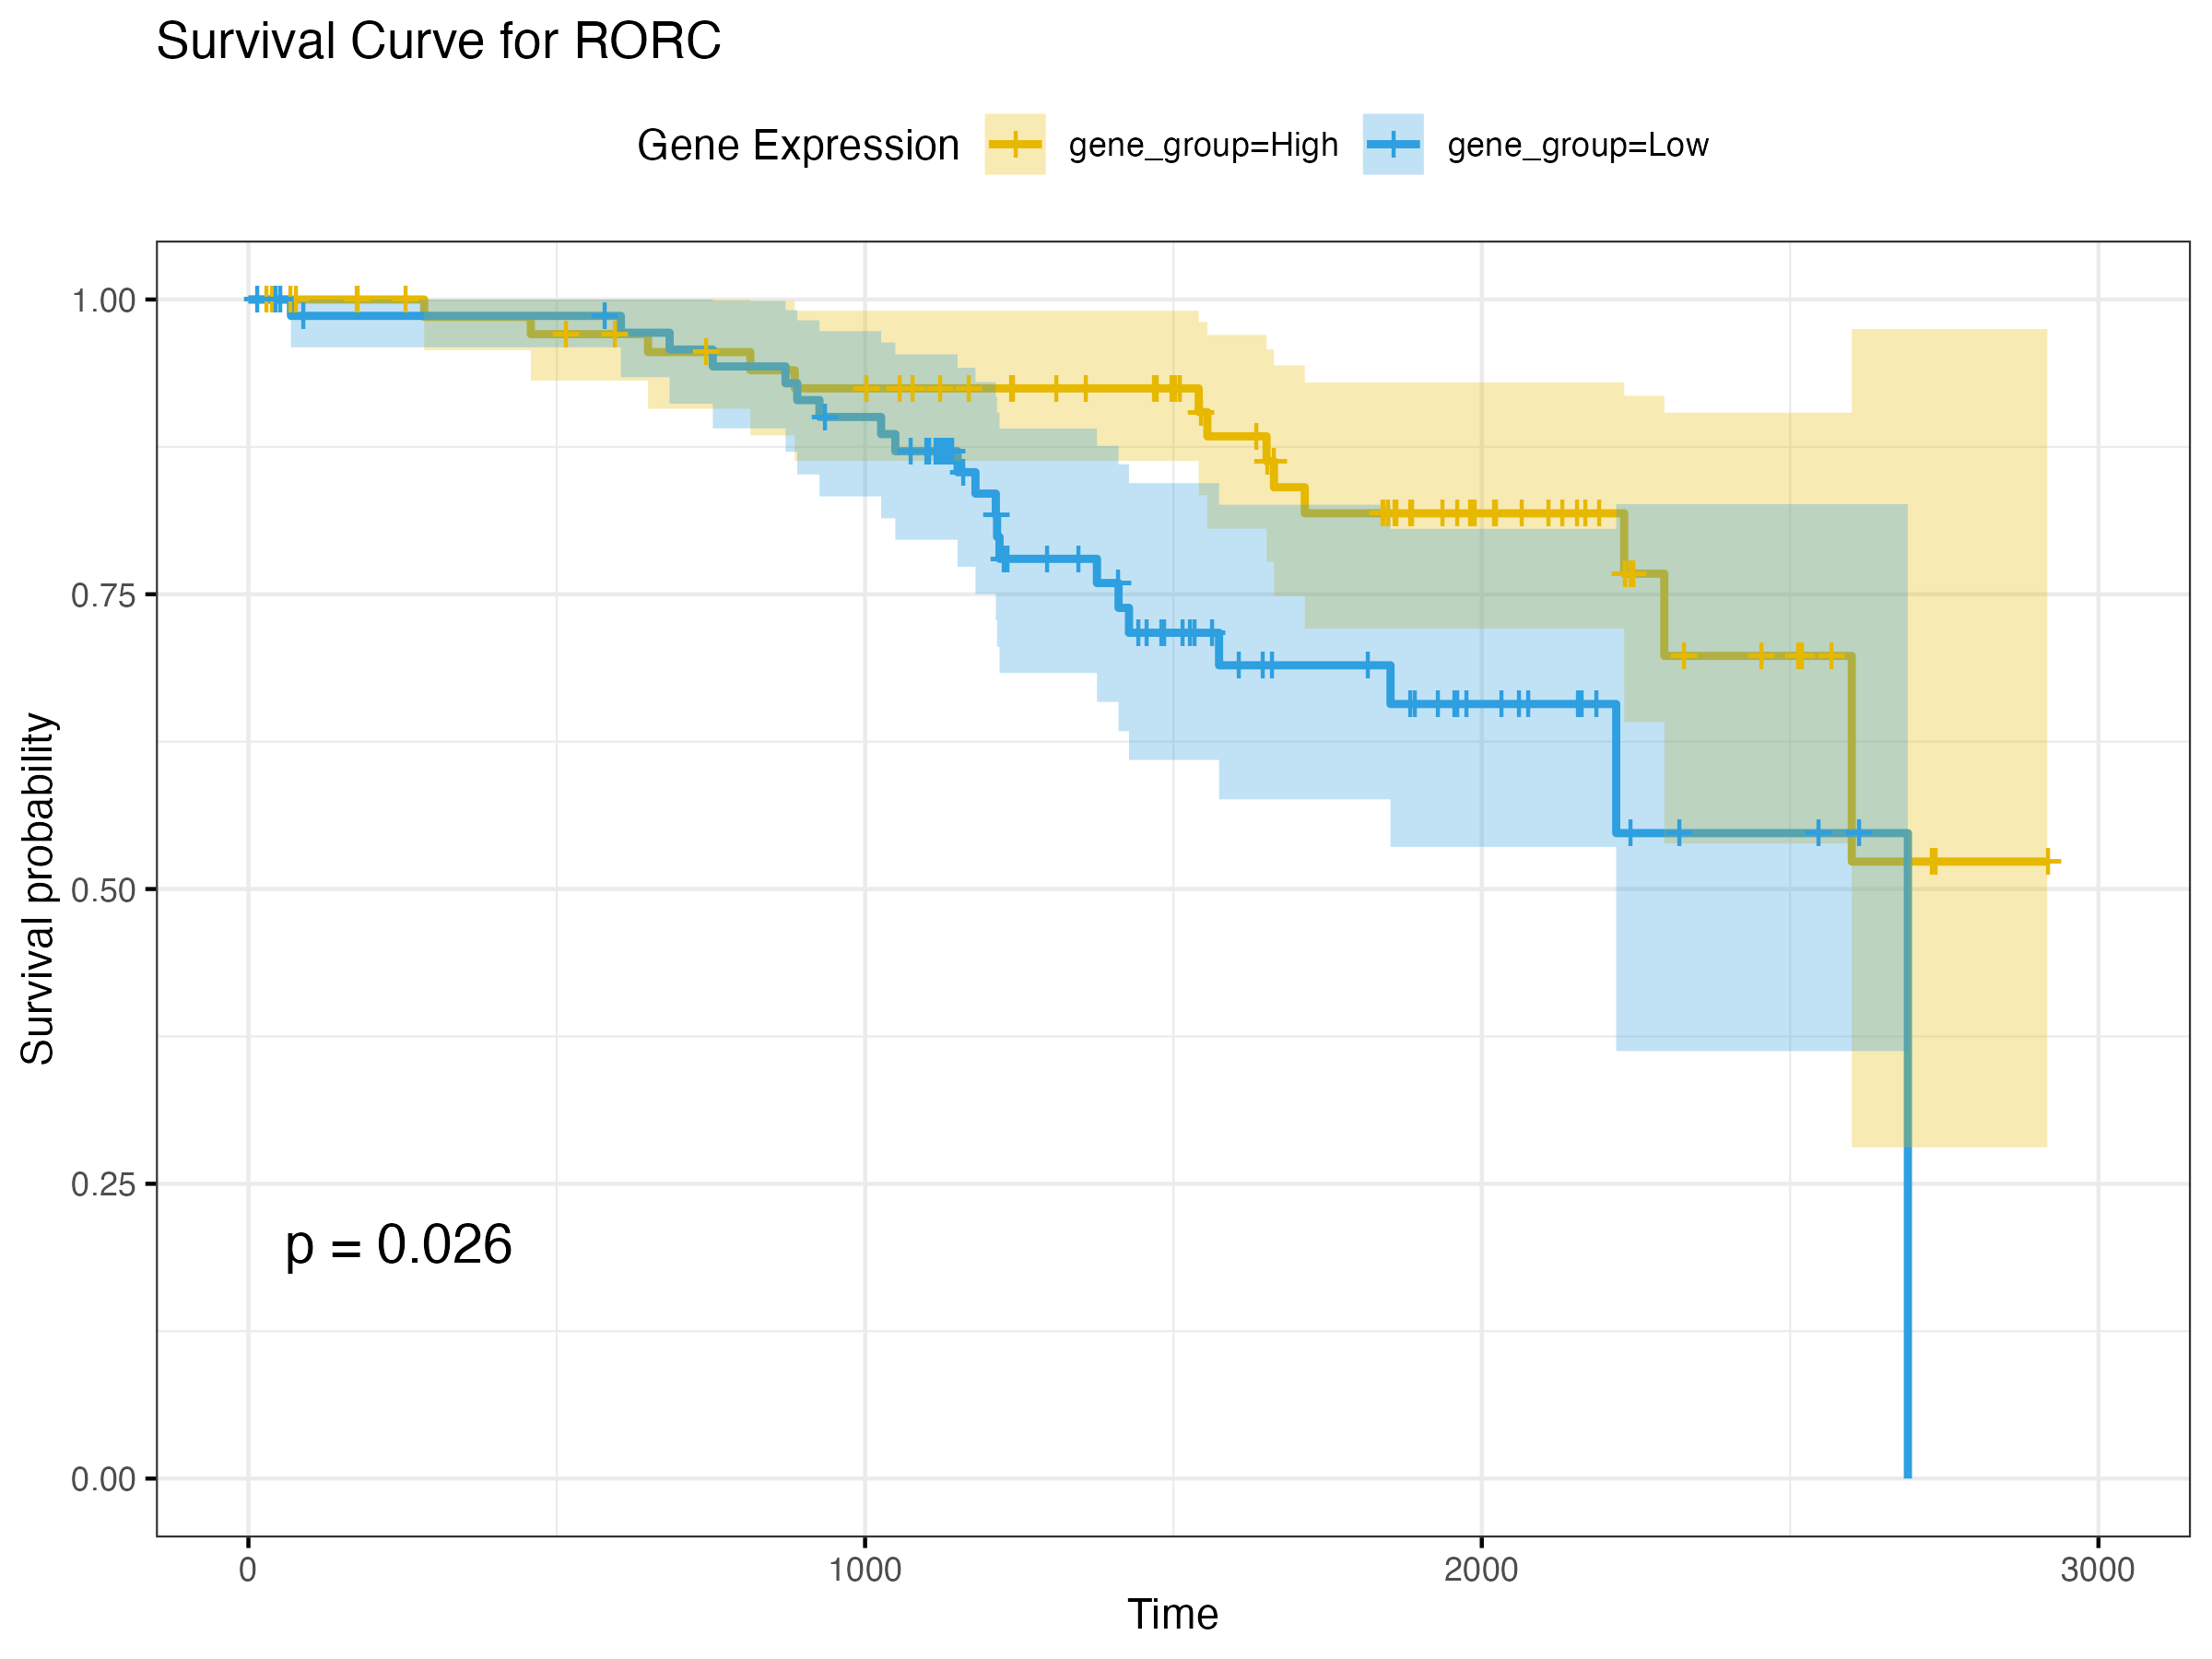 Survival Curve for RORC
Gene Expression gene_group=High gene_group=Low
1.00
0.75
0.50
0.25
0.00
Survival probability
p = 0.026
0 1000 2000 3000
Time